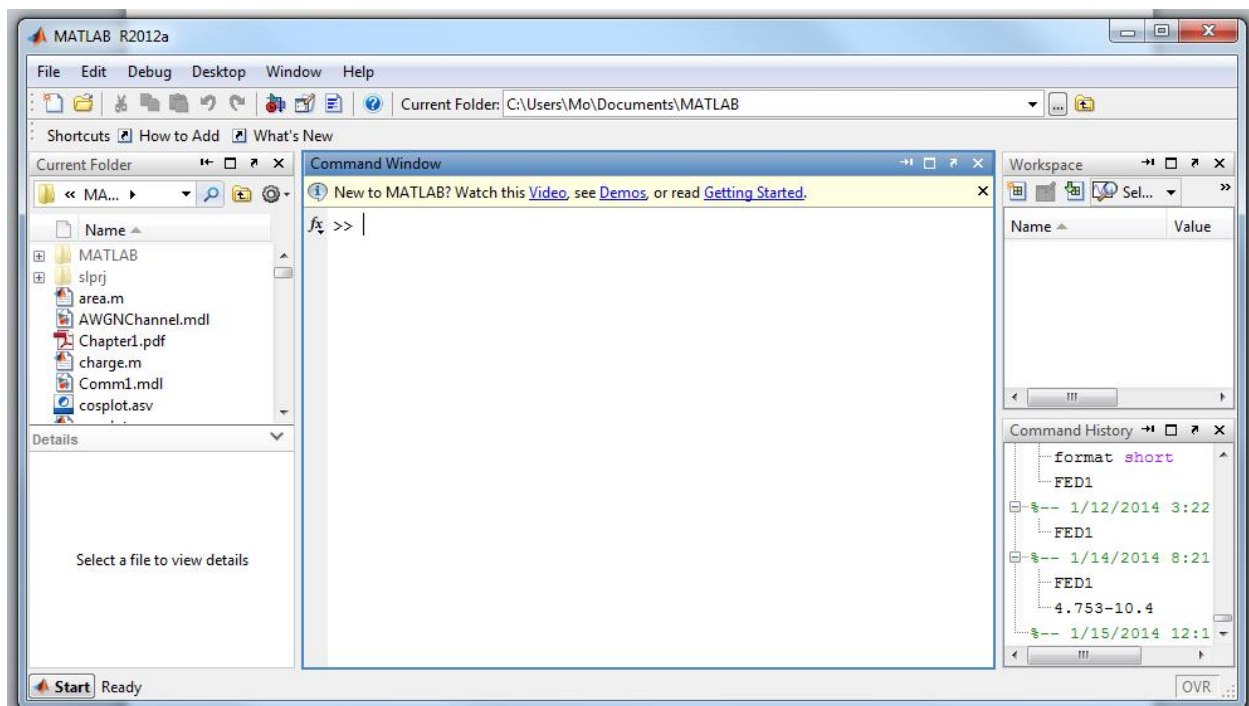 MATLAB R2012a
File Edit Debug Desktop Window Help
Current Folder: C:\Users\Mo\Documents\MATLAB
Shortcuts How to Add What's New
Current Folder
« MA...
Name
MATLAB
slprj
area.m
AWGNChannel.mdl
Chapter1.pdf
charge.m
Comm1.mdl
cosplot.asv
Details
Select a file to view details
Command Window
New to MATLAB? Watch this Video, see Demos, or read Getting Started.
fx >>
Workspace
Sel... »
Name Value
Command History
format short
FED1
%-- 1/12/2014 3:22
FED1
%-- 1/14/2014 8:21
FED1
4.753-10.4
%-- 1/15/2014 12:1
Start Ready
OVR